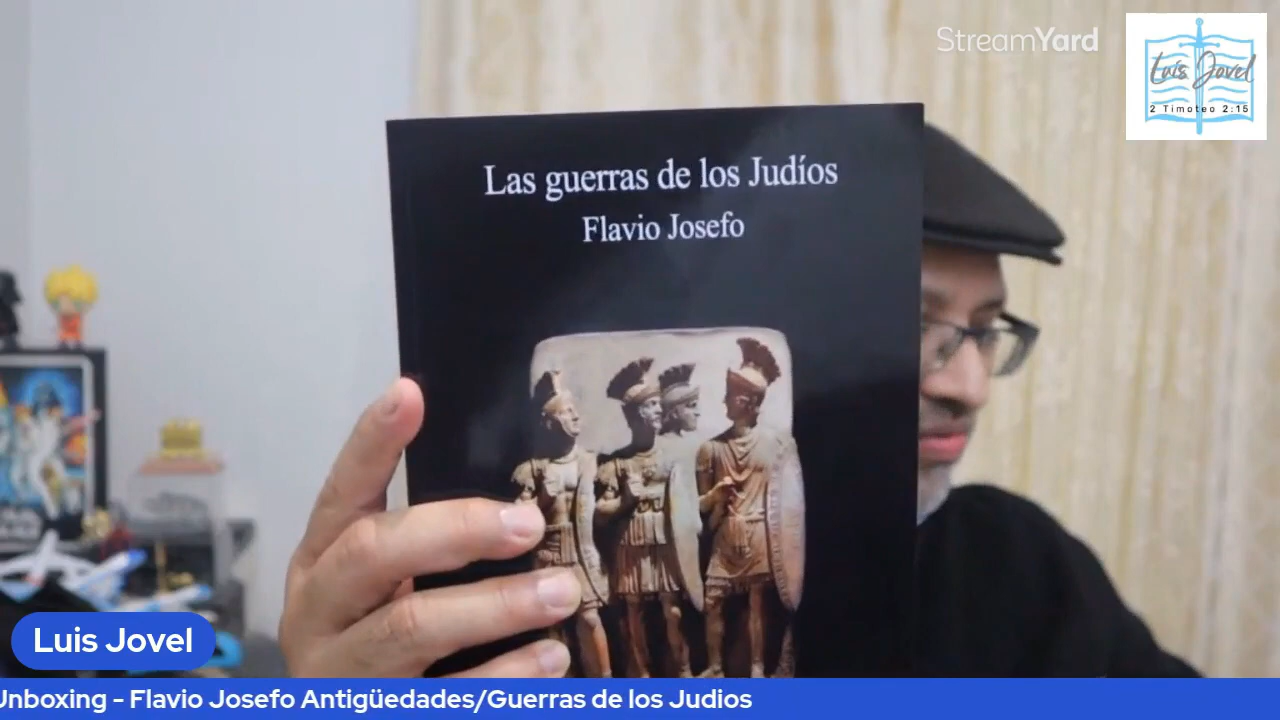 StreamYard
Luis Jovel
2 Timoteo 2:15
Las guerras de los Judíos
Flavio Josefo
Luis Jovel
Unboxing - Flavio Josefo Antigüedades/Guerras de los Judios